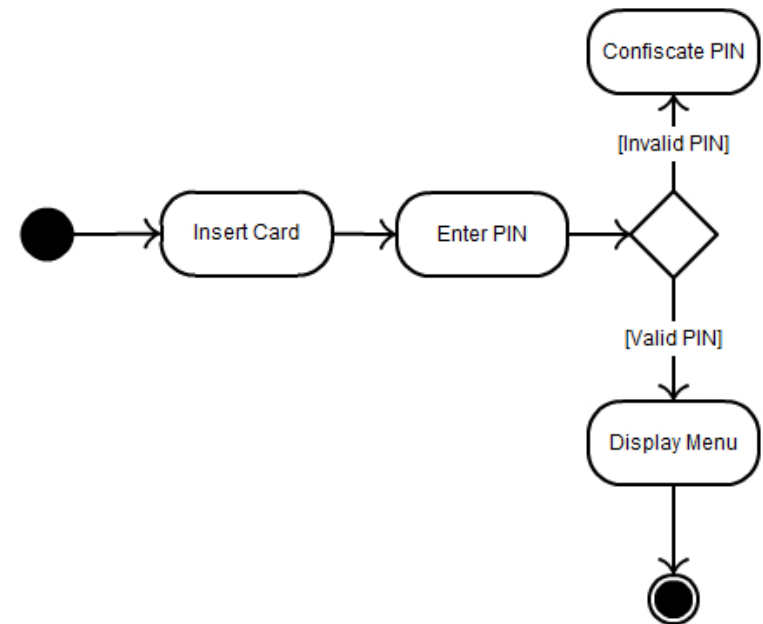 Confiscate PIN
[Invalid PIN]
Insert Card
Enter PIN
[Valid PIN]
Display Menu